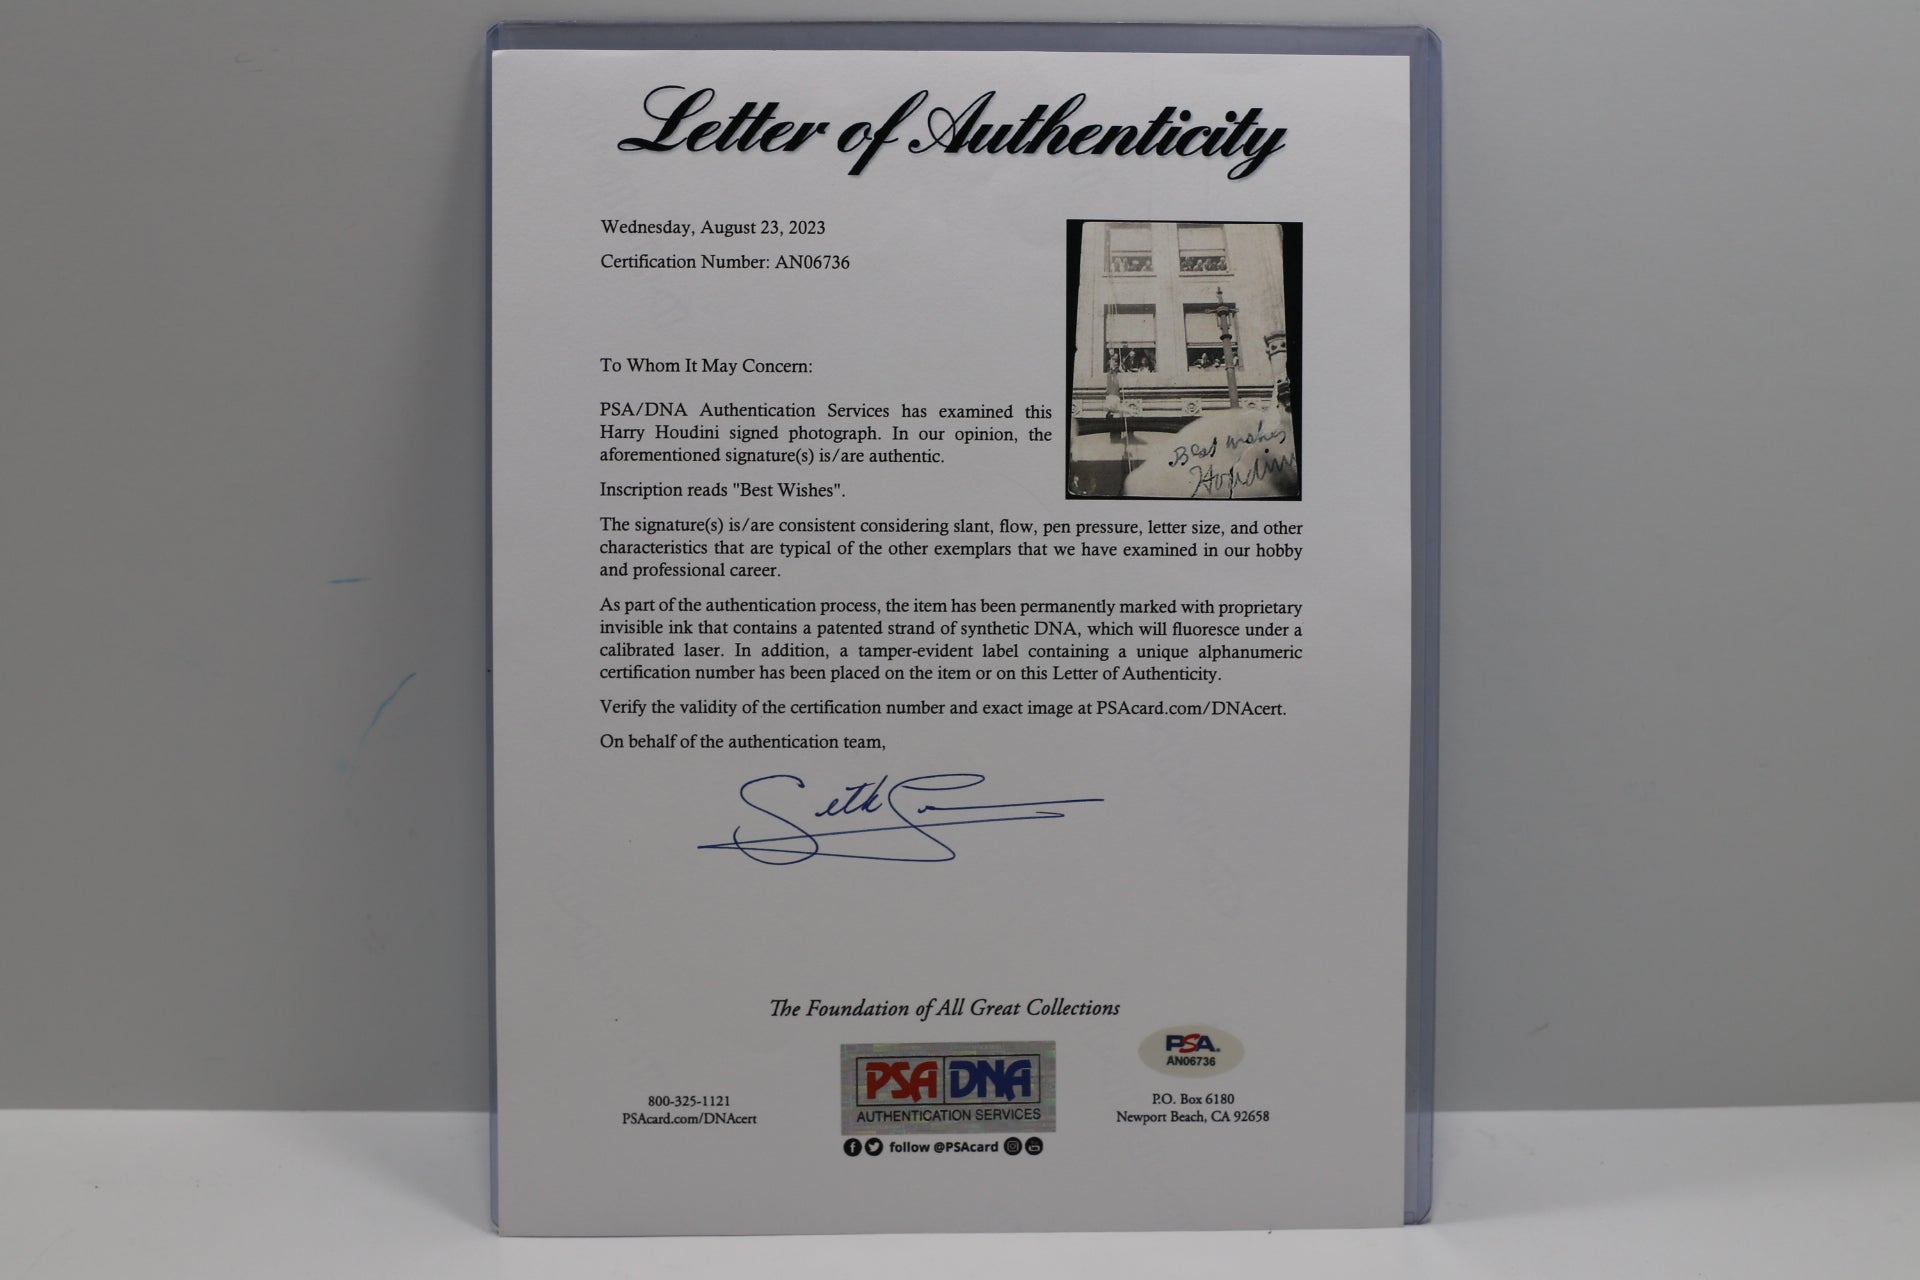 Letter of Authenticity
Wednesday, August 23, 2023
Certification Number: AN06736
To Whom It May Concern:
PSA/DNA Authentication Services has examined this
Harry Houdini signed photograph. In our opinion, the
aforementioned signature(s) is/are authentic.
Inscription reads "Best Wishes".
Best wishes
Houdini
The signature(s) is/are consistent considering slant, flow, pen pressure, letter size, and other
characteristics that are typical of the other exemplars that we have examined in our hobby
and professional career.
As part of the authentication process, the item has been permanently marked with proprietary
invisible ink that contains a patented strand of synthetic DNA, which will fluoresce under a
calibrated laser. In addition, a tamper-evident label containing a unique alphanumeric
certification number has been placed on the item or on this Letter of Authenticity.
Verify the validity of the certification number and exact image at PSAcard.com/DNAcert.
On behalf of the authentication team,
Seth
The Foundation of All Great Collections
800-325-1121
PSAcard.com/DNAcert
PSA DNA
AUTHENTICATION SERVICES
follow @PSAcard
PSA.
AN06736
P.O. Box 6180
Newport Beach, CA 92658